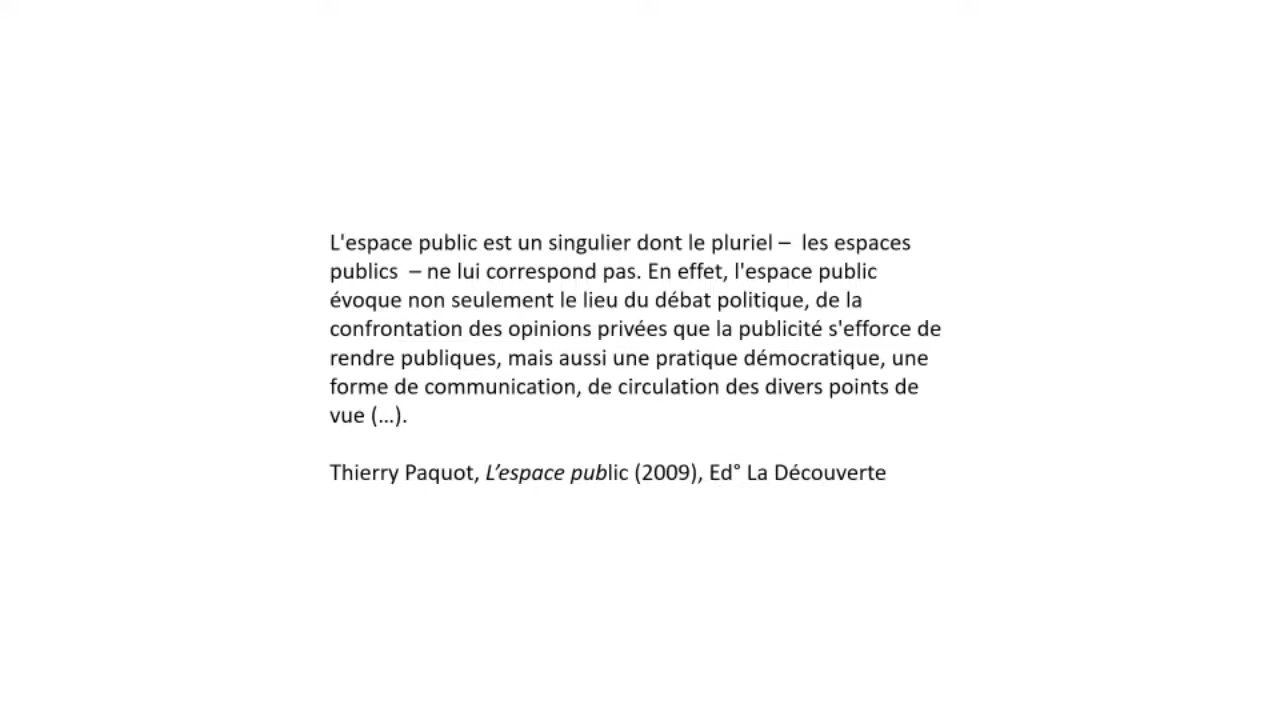 L'espace public est un singulier dont le pluriel –  les espaces
publics  – ne lui correspond pas. En effet, l'espace public
évoque non seulement le lieu du débat politique, de la
confrontation des opinions privées que la publicité s'efforce de
rendre publiques, mais aussi une pratique démocratique, une
forme de communication, de circulation des divers points de
vue (…).
Thierry Paquot, L’espace public (2009), Ed° La Découverte